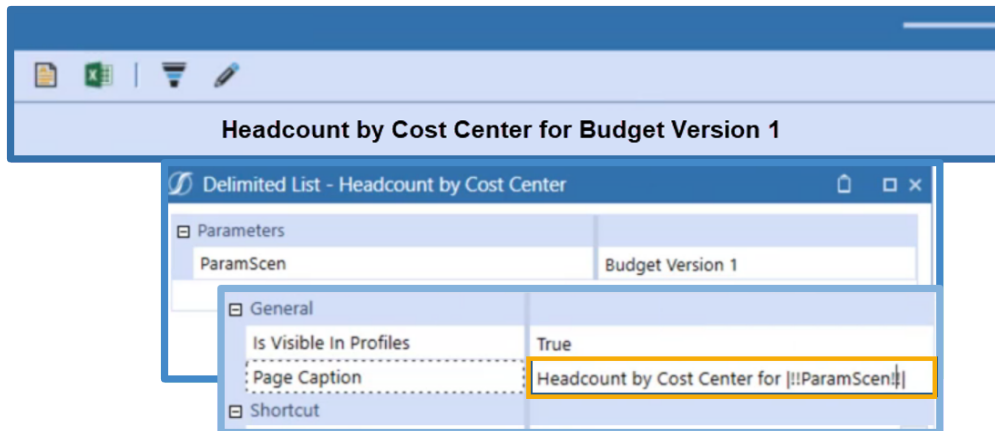 Headcount by Cost Center for Budget Version 1
Delimited List - Headcount by Cost Center
Parameters
ParamScen Budget Version 1
General
Is Visible In Profiles True
Page Caption Headcount by Cost Center for |!!ParamScen!!|
Shortcut